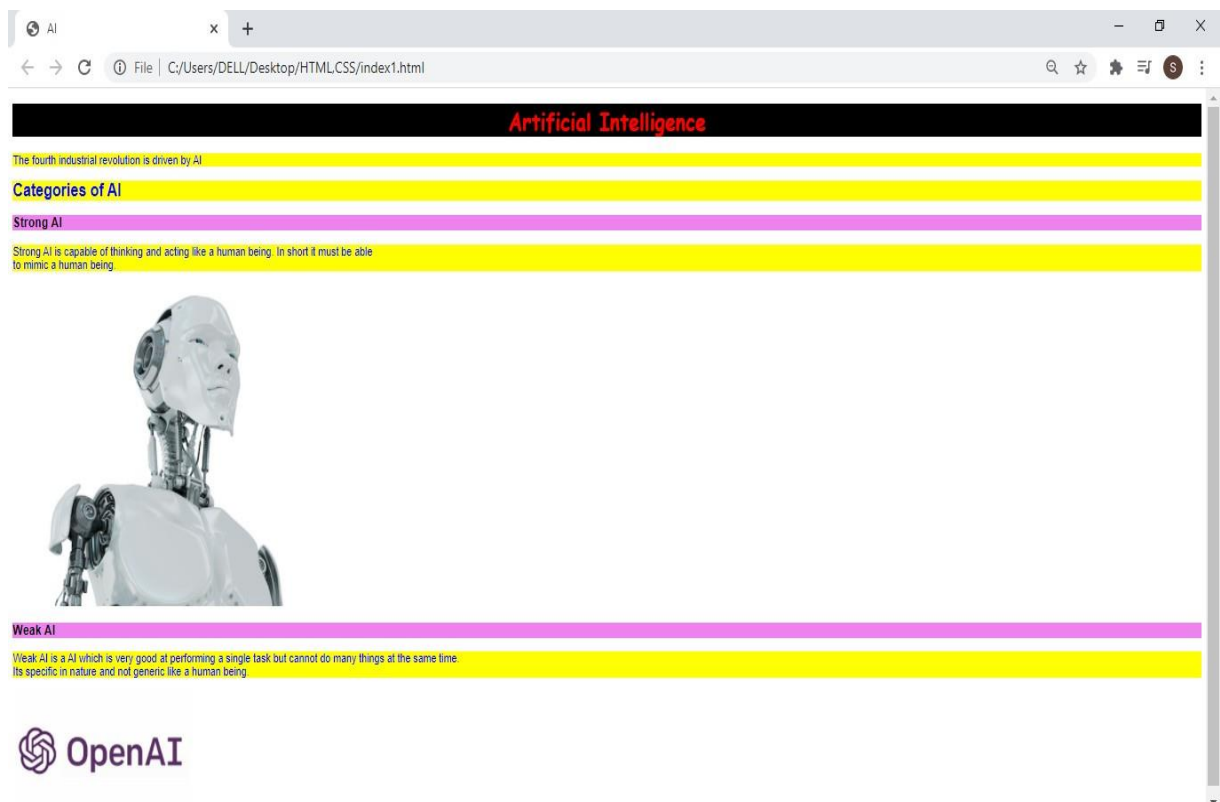 AI
File | C:/Users/DELL/Desktop/HTML,CSS/index1.html
S
Artificial Intelligence
The fourth industrial revolution is driven by AI
Categories of AI
Strong AI
Strong AI is capable of thinking and acting like a human being. In short it must be able
to mimic a human being.
Weak AI
Weak AI is a AI which is very good at performing a single task but cannot do many things at the same time.
Its specific in nature and not generic like a human being.
OpenAI